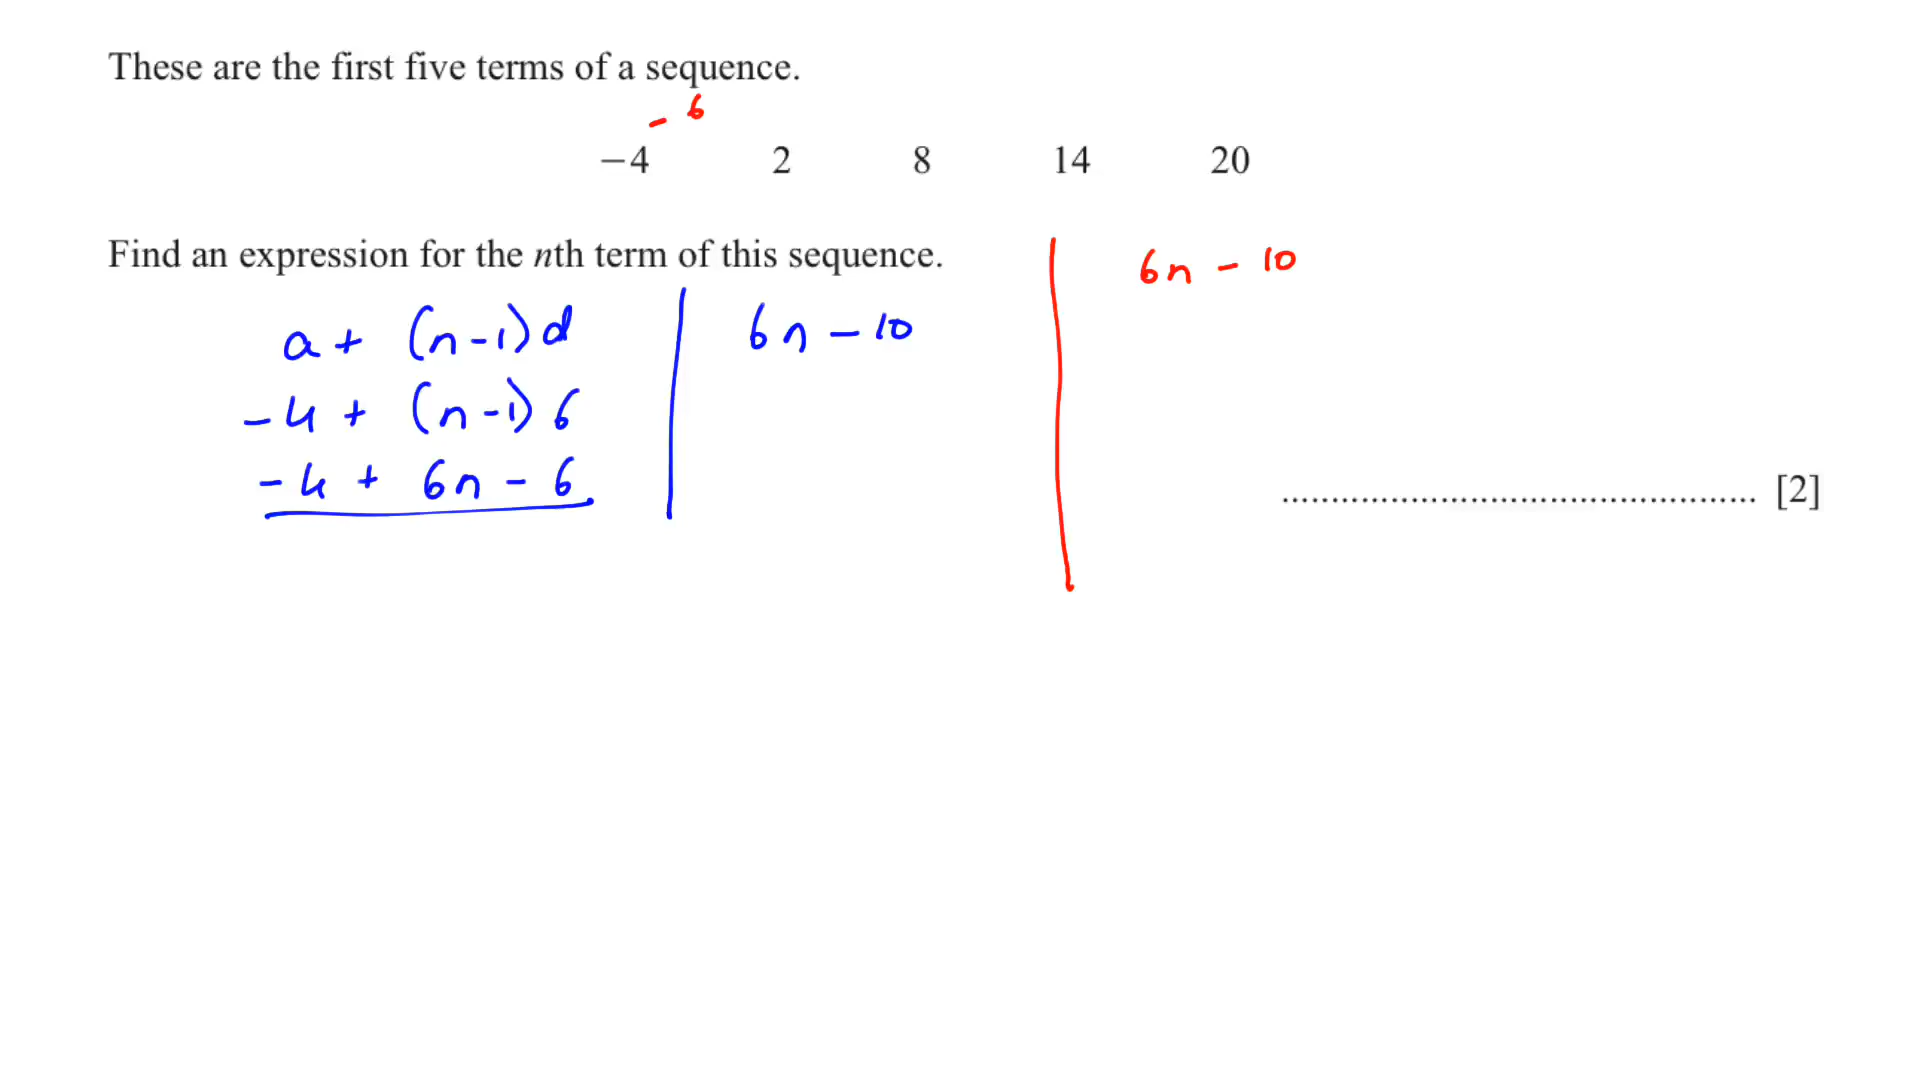 These are the first five terms of a sequence.
- 6
−4 2 8 14 20
Find an expression for the nth term of this sequence.
6n - 10
a + (n-1)d
6n - 10
-4 + (n-1) 6
-4 + 6n - 6
................................................ [2]